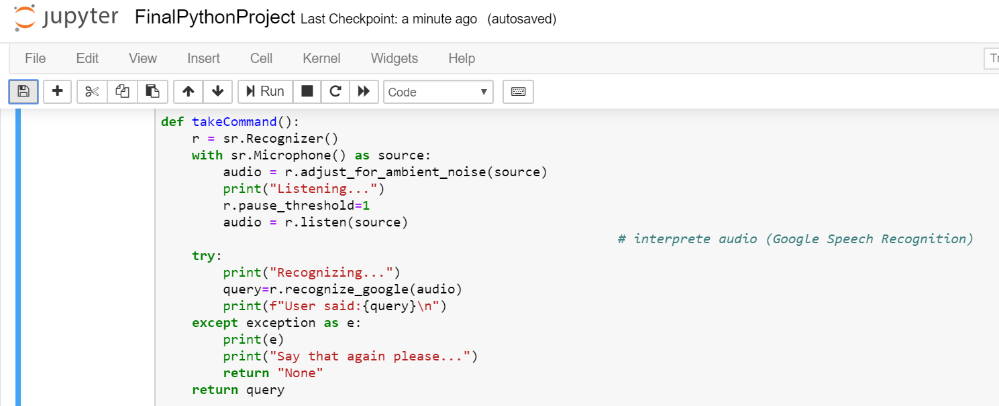 jupyter FinalPythonProject Last Checkpoint: a minute ago (autosaved)
File Edit View Insert Cell Kernel Widgets Help
Run Code
def takeCommand():
    r = sr.Recognizer()
    with sr.Microphone() as source:
        audio = r.adjust_for_ambient_noise(source)
        print("Listening...")
        r.pause_threshold=1
        audio = r.listen(source)
# interprete audio (Google Speech Recognition)
    try:
        print("Recognizing...")
        query=r.recognize_google(audio)
        print(f"User said:{query}\n")
    except exception as e:
        print(e)
        print("Say that again please...")
        return "None"
    return query